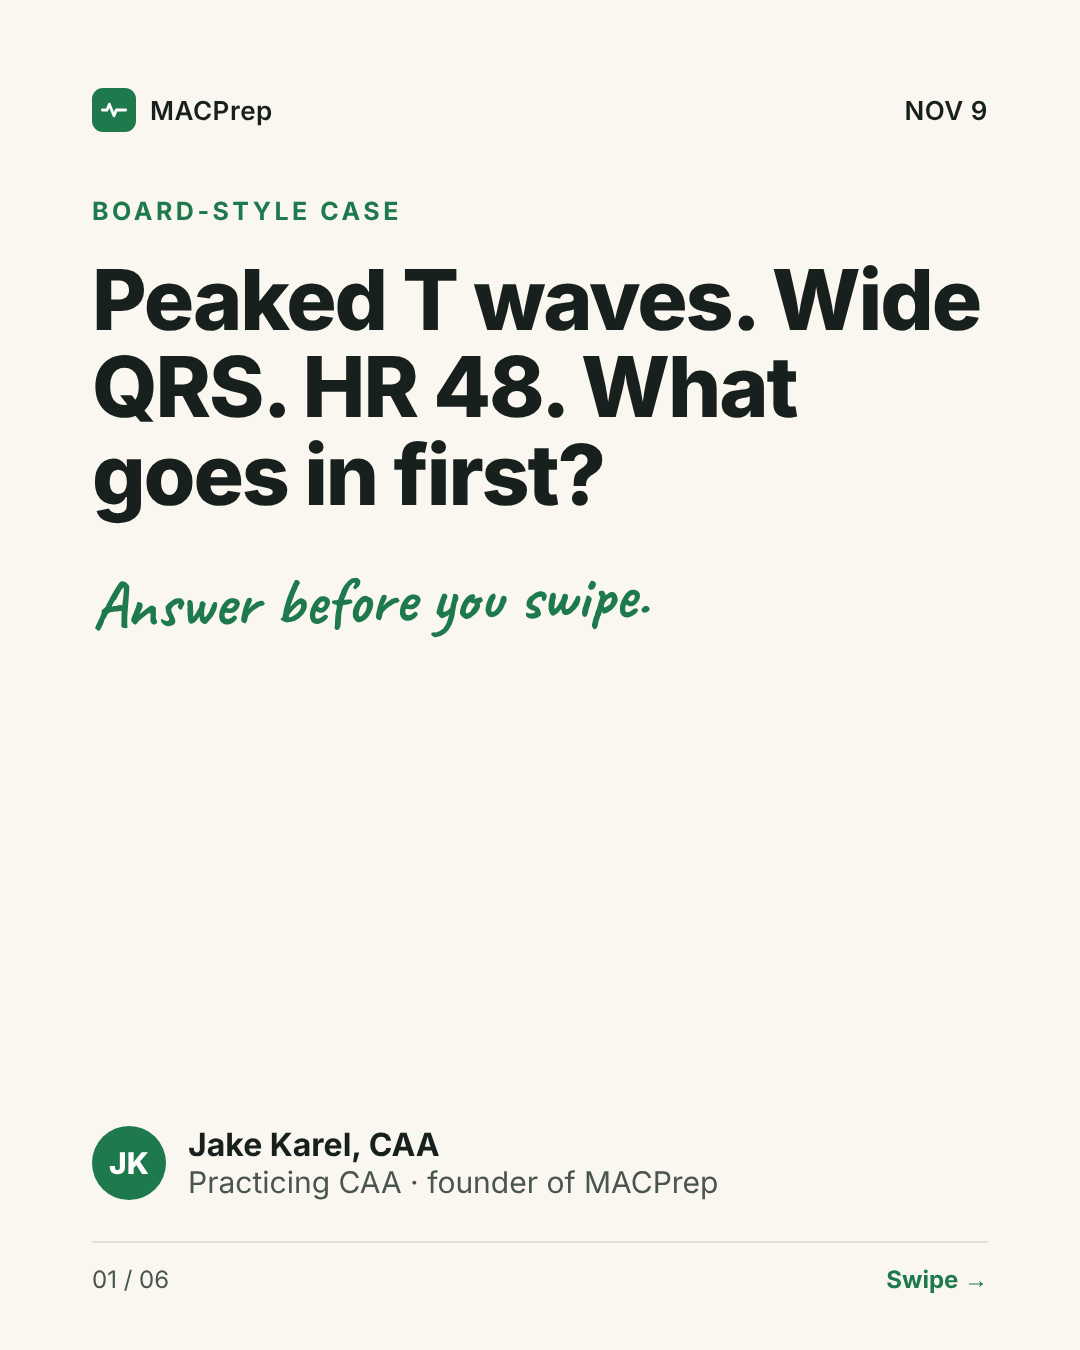 MACPrep
NOV 9
BOARD-STYLE CASE
Peaked T waves. Wide
QRS. HR 48. What
goes in first?
Answer before you swipe.
JK
Jake Karel, CAA
Practicing CAA · founder of MACPrep
01 / 06
Swipe →